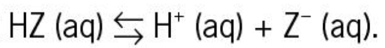 HZ (aq) ⇆ H⁺ (aq) + Z⁻ (aq).